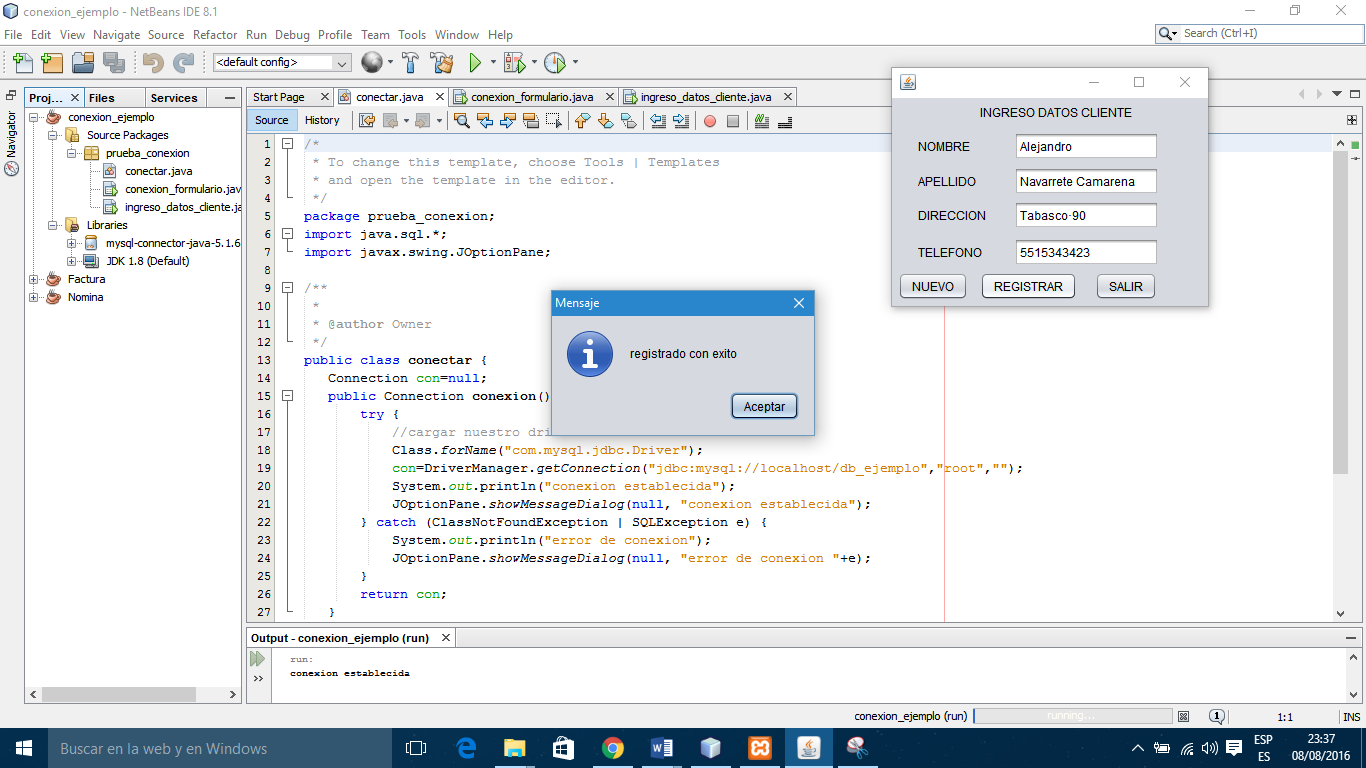 conexion_ejemplo - NetBeans IDE 8.1
File Edit View Navigate Source Refactor Run Debug Profile Team Tools Window Help
Search (Ctrl+I)
<default config>
Proj... Files Services
Navigator
conexion_ejemplo
Source Packages
prueba_conexion
conectar.java
conexion_formulario.jav
ingreso_datos_cliente.ja
Libraries
mysql-connector-java-5.1.6
JDK 1.8 (Default)
Factura
Nomina
Start Page conectar.java conexion_formulario.java ingreso_datos_cliente.java
Source History
1 /*
2 * To change this template, choose Tools | Templates
3 * and open the template in the editor.
4 */
5 package prueba_conexion;
6 import java.sql.*;
7 import javax.swing.JOptionPane;
8
9 /**
10 *
11 * @author Owner
12 */
13 public class conectar {
14 Connection con=null;
15 public Connection conexion()
16 try {
17 //cargar nuestro dri
18 Class.forName("com.mysql.jdbc.Driver");
19 con=DriverManager.getConnection("jdbc:mysql://localhost/db_ejemplo","root","");
20 System.out.println("conexion establecida");
21 JOptionPane.showMessageDialog(null, "conexion establecida");
22 } catch (ClassNotFoundException | SQLException e) {
23 System.out.println("error de conexion");
24 JOptionPane.showMessageDialog(null, "error de conexion "+e);
25 }
26 return con;
27 }
INGRESO DATOS CLIENTE
NOMBRE Alejandro
APELLIDO Navarrete Camarena
DIRECCION Tabasco·90
TELEFONO 5515343423
NUEVO REGISTRAR SALIR
Mensaje
registrado con exito
Aceptar
Output - conexion_ejemplo (run)
run:
conexion establecida
conexion_ejemplo (run) running... 1 1:1 INS
Buscar en la web y en Windows
ESP
ES
23:37
08/08/2016